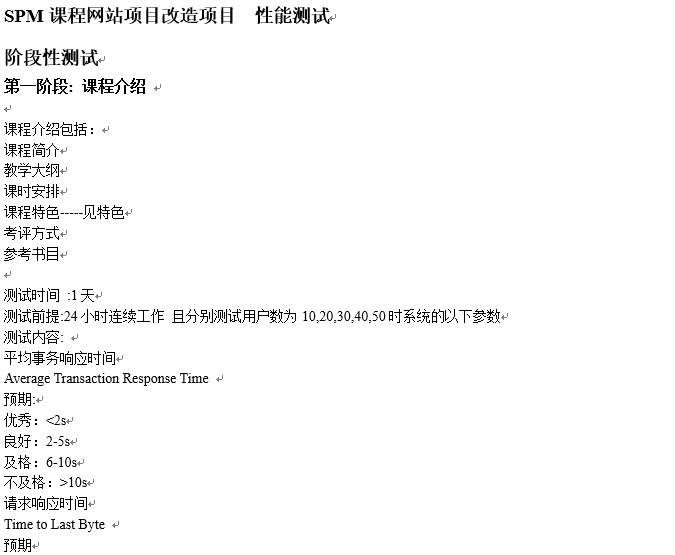 SPM 课程网站项目改造项目 性能测试
阶段性测试
第一阶段: 课程介绍
课程介绍包括：
课程简介
教学大纲
课时安排
课程特色-----见特色
考评方式
参考书目
测试时间 :1 天
测试前提:24 小时连续工作 且分别测试用户数为 10,20,30,40,50 时系统的以下参数
测试内容:
平均事务响应时间
Average Transaction Response Time
预期:
优秀：<2s
良好：2-5s
及格：6-10s
不及格：>10s
请求响应时间
Time to Last Byte
预期